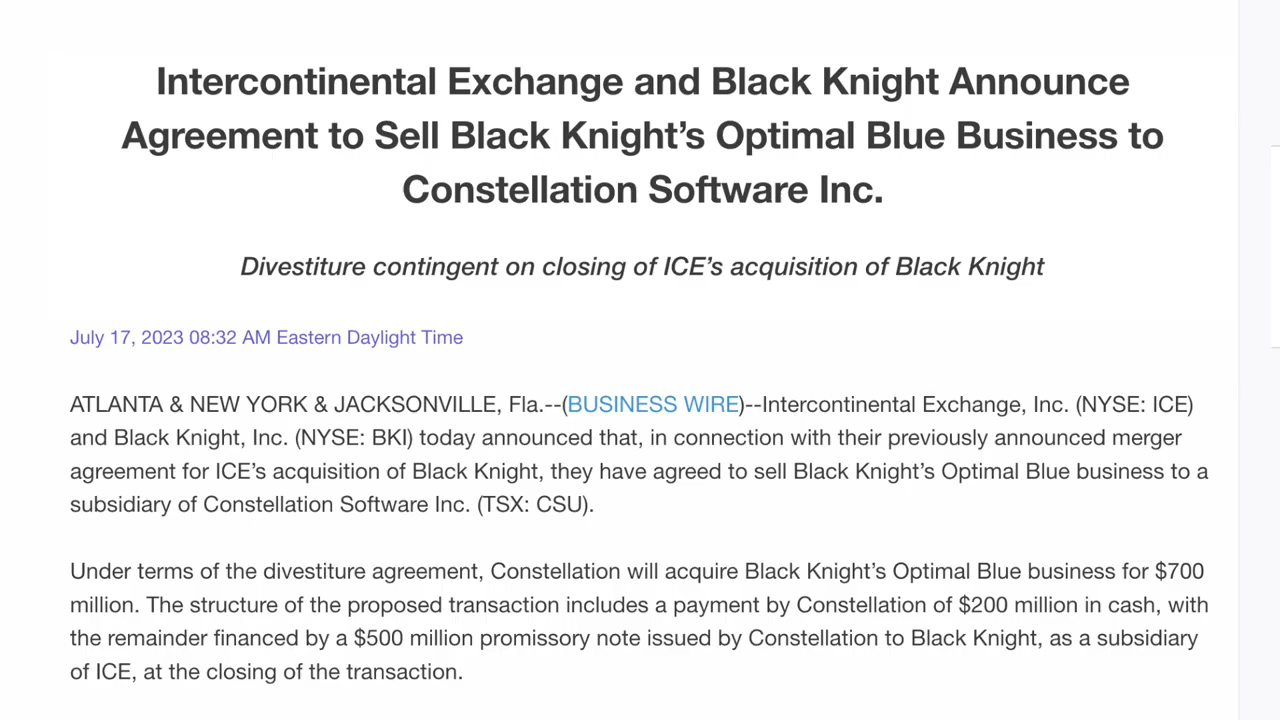 Intercontinental Exchange and Black Knight Announce
Agreement to Sell Black Knight’s Optimal Blue Business to
Constellation Software Inc.
Divestiture contingent on closing of ICE’s acquisition of Black Knight
July 17, 2023 08:32 AM Eastern Daylight Time
ATLANTA & NEW YORK & JACKSONVILLE, Fla.--(BUSINESS WIRE)--Intercontinental Exchange, Inc. (NYSE: ICE)
and Black Knight, Inc. (NYSE: BKI) today announced that, in connection with their previously announced merger
agreement for ICE’s acquisition of Black Knight, they have agreed to sell Black Knight’s Optimal Blue business to a
subsidiary of Constellation Software Inc. (TSX: CSU).
Under terms of the divestiture agreement, Constellation will acquire Black Knight’s Optimal Blue business for $700
million. The structure of the proposed transaction includes a payment by Constellation of $200 million in cash, with
the remainder financed by a $500 million promissory note issued by Constellation to Black Knight, as a subsidiary
of ICE, at the closing of the transaction.